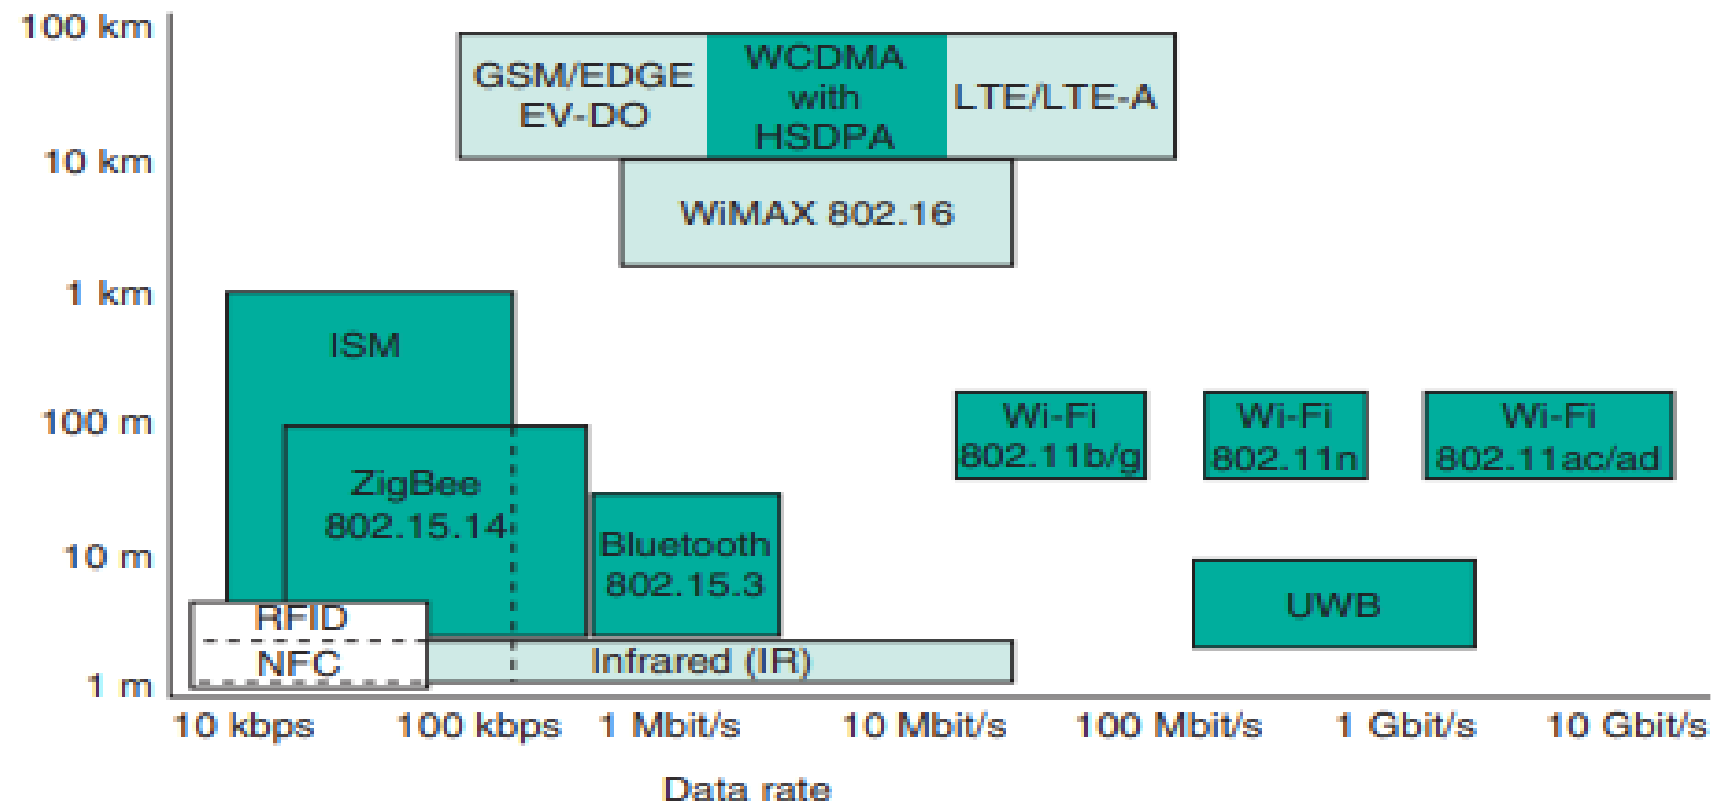 100 km
GSM/EDGE
EV-DO
WCDMA
with
HSDPA
LTE/LTE-A
10 km
WiMAX 802.16
1 km
ISM
100 m
Wi-Fi
802.11b/g
Wi-Fi
802.11n
Wi-Fi
802.11ac/ad
ZigBee
802.15.14
Bluetooth
802.15.3
10 m
UWB
RFID
NFC
Infrared (IR)
1 m
10 kbps
100 kbps
1 Mbit/s
10 Mbit/s
100 Mbit/s
1 Gbit/s
10 Gbit/s
Data rate